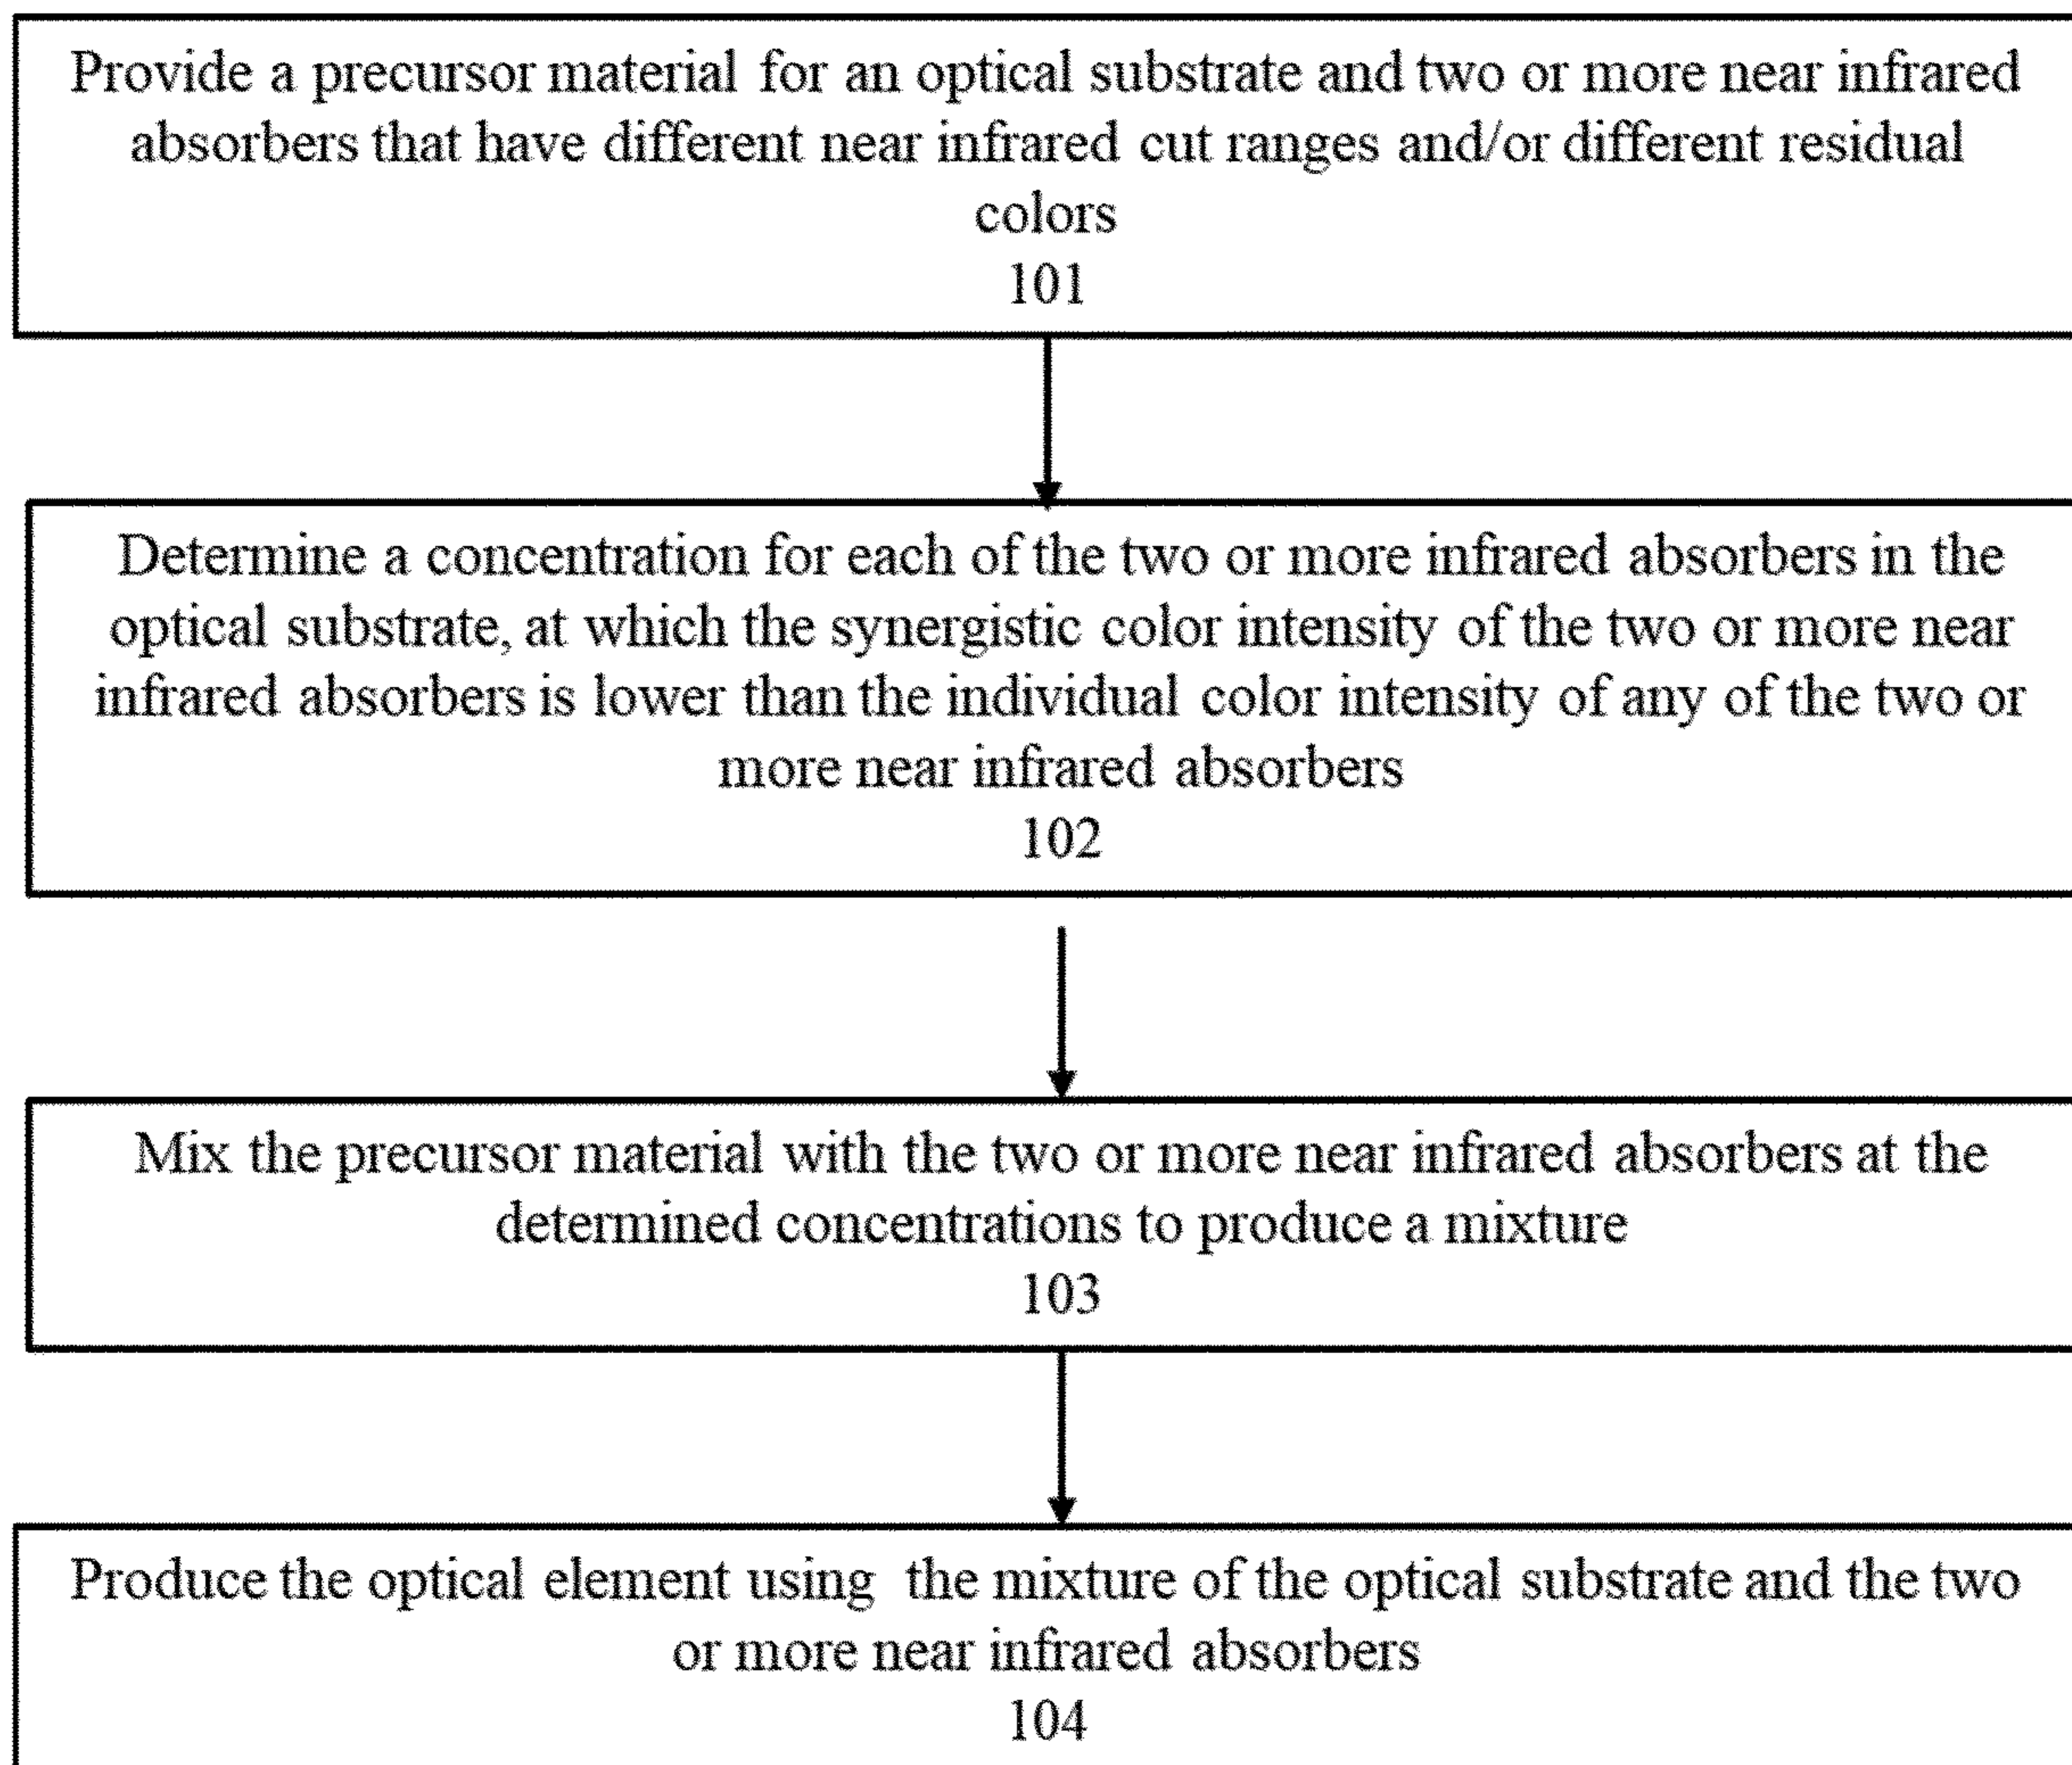 Provide a precursor material for an optical substrate and two or more near infrared
absorbers that have different near infrared cut ranges and/or different residual
colors
101
Determine a concentration for each of the two or more infrared absorbers in the
optical substrate, at which the synergistic color intensity of the two or more near
infrared absorbers is lower than the individual color intensity of any of the two or
more near infrared absorbers
102
Mix the precursor material with the two or more near infrared absorbers at the
determined concentrations to produce a mixture
103
Produce the optical element using the mixture of the optical substrate and the two
or more near infrared absorbers
104